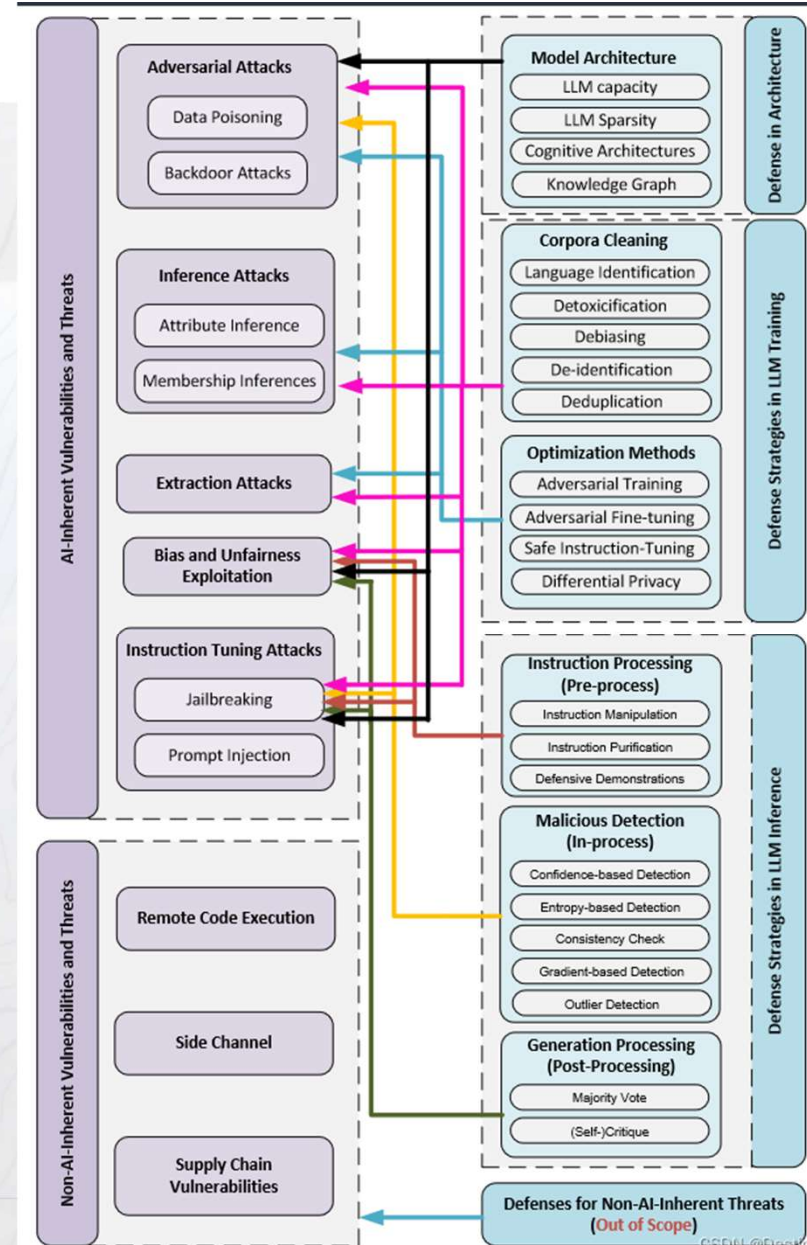 AI-Inherent Vulnerabilities and Threats
Adversarial Attacks
Data Poisoning
Backdoor Attacks
Inference Attacks
Attribute Inference
Membership Inferences
Extraction Attacks
Bias and Unfairness
Exploitation
Instruction Tuning Attacks
Jailbreaking
Prompt Injection
Non-AI-Inherent Vulnerabilities and Threats
Remote Code Execution
Side Channel
Supply Chain
Vulnerabilities
Model Architecture
LLM capacity
LLM Sparsity
Cognitive Architectures
Knowledge Graph
Defense in Architecture
Corpora Cleaning
Language Identification
Detoxicification
Debiasing
De-identification
Deduplication
Optimization Methods
Adversarial Training
Adversarial Fine-tuning
Safe Instruction-Tuning
Differential Privacy
Defense Strategies in LLM Training
Instruction Processing
(Pre-process)
Instruction Manipulation
Instruction Purification
Defensive Demonstrations
Malicious Detection
(In-process)
Confidence-based Detection
Entropy-based Detection
Consistency Check
Gradient-based Detection
Outlier Detection
Generation Processing
(Post-Processing)
Majority Vote
(Self-)Critique
Defense Strategies in LLM Inference
Defenses for Non-AI-Inherent Threats
(Out of Scope)